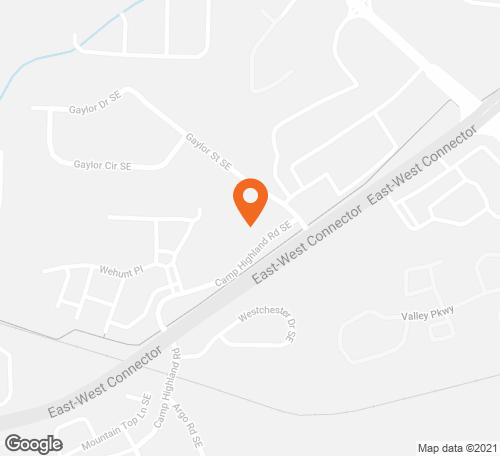 Gaylor Dr SE
Gaylor St SE
Gaylor Cir SE
East-West Connector
East-West Connector
Camp Highland Rd SE
Wehunt Pl
Westchester Dr SE
Valley Pkwy
East-West Connector
Camp Highland Rd
Mountain Top Ln SE
Argo Rd SE
Google
Map data ©2021